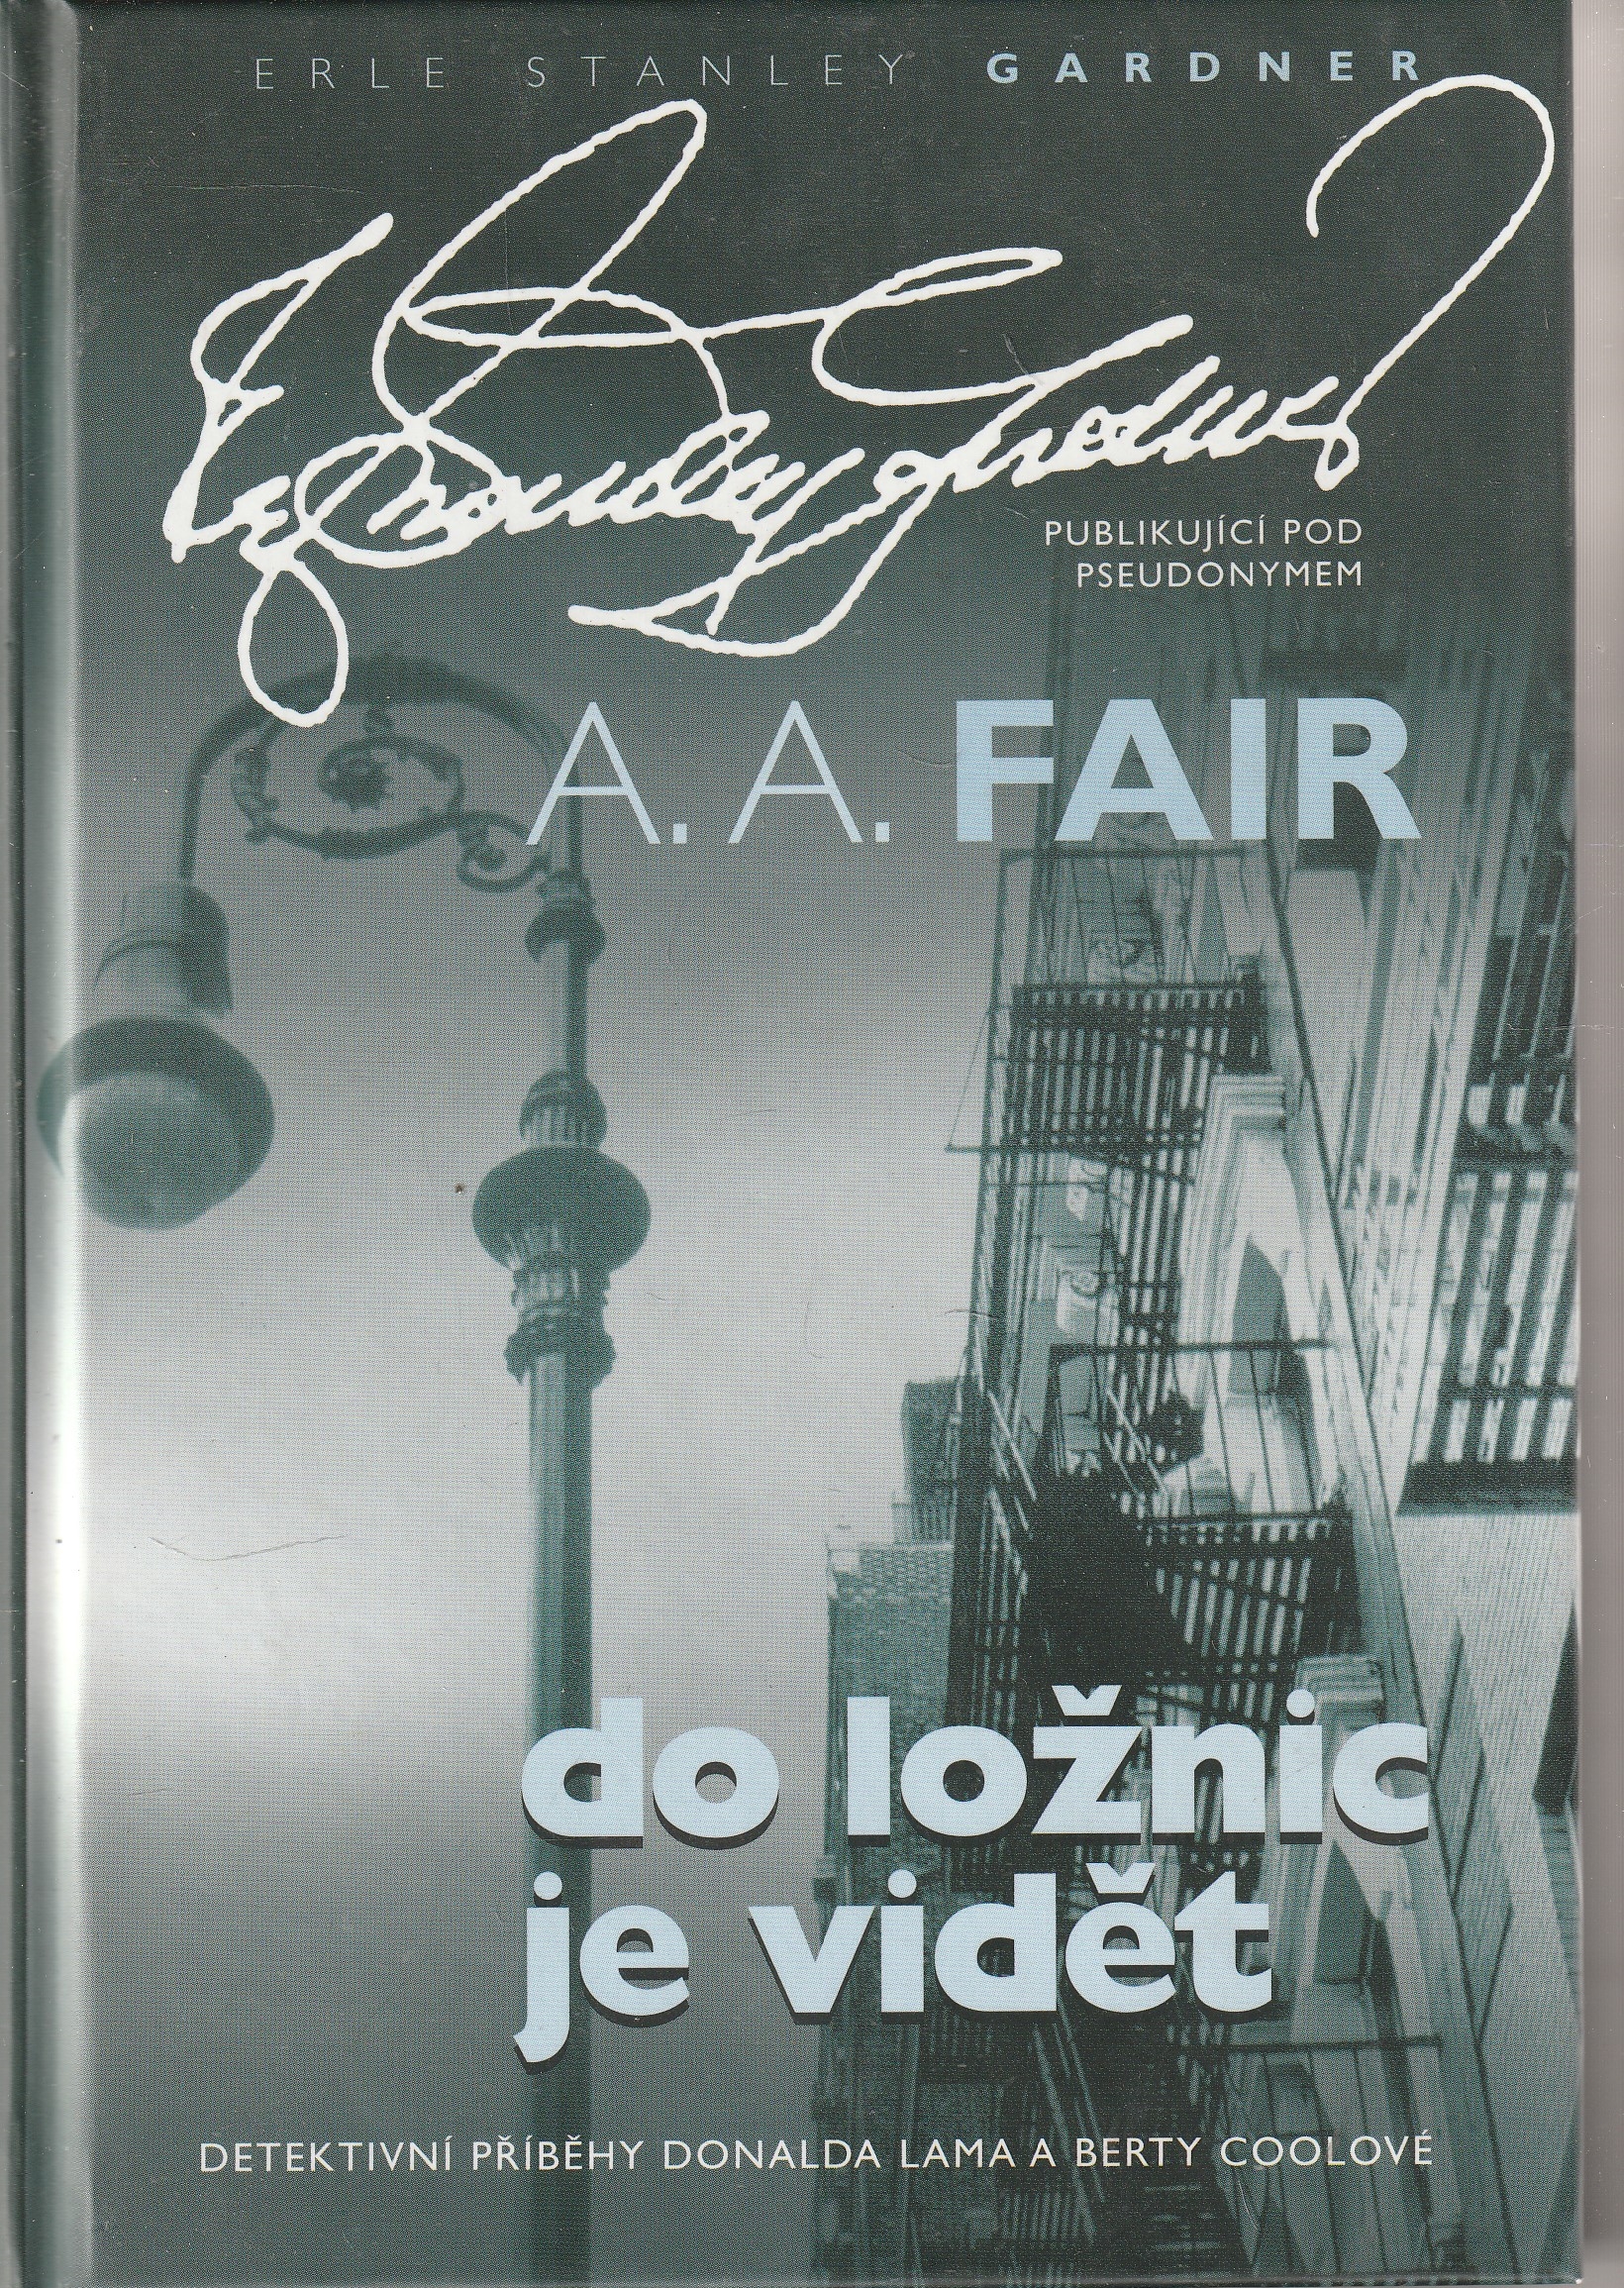 ERLE STANLEY GARDNER
PUBLIKUJÍCÍ POD
PSEUDONYMEM
A. A. FAIR
do ložnic
je vidět
DETEKTIVNÍ PŘÍBĚHY DONALDA LAMA A BERTY COOLOVÉ